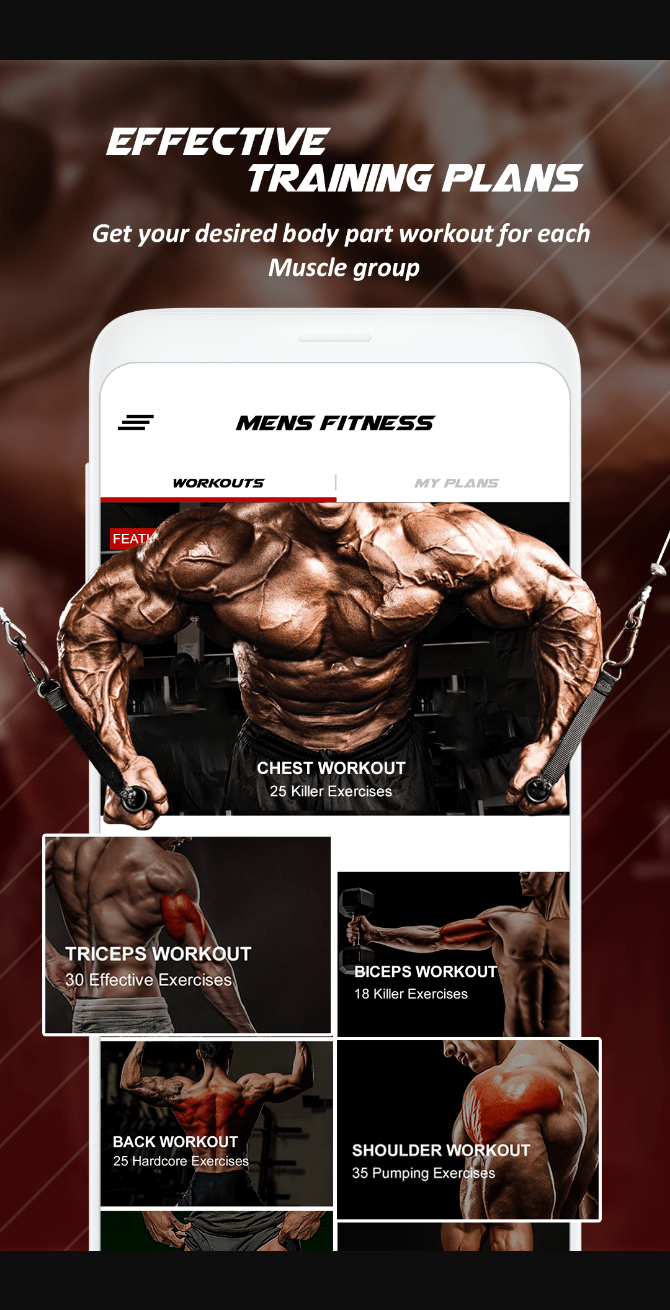 EFFECTIVE
TRAINING PLANS
Get your desired body part workout for each
Muscle group
MENS FITNESS
WORKOUTS
MY PLANS
CHEST WORKOUT
25 Killer Exercises
TRICEPS WORKOUT
30 Effective Exercises
BICEPS WORKOUT
18 Killer Exercises
BACK WORKOUT
25 Hardcore Exercises
SHOULDER WORKOUT
35 Pumping Exercises